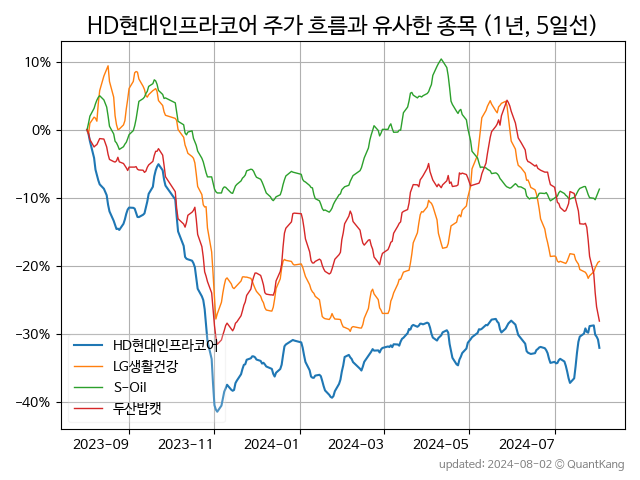 HD현대인프라코어 주가 흐름과 유사한 종목 (1년, 5일선)
10%
0%
-10%
-20%
-30%
-40%
HD현대인프라코어
LG생활건강
S-Oil
두산밥캣
2023-09 2023-11 2024-01 2024-03 2024-05 2024-07
updated: 2024-08-02 © QuantKang